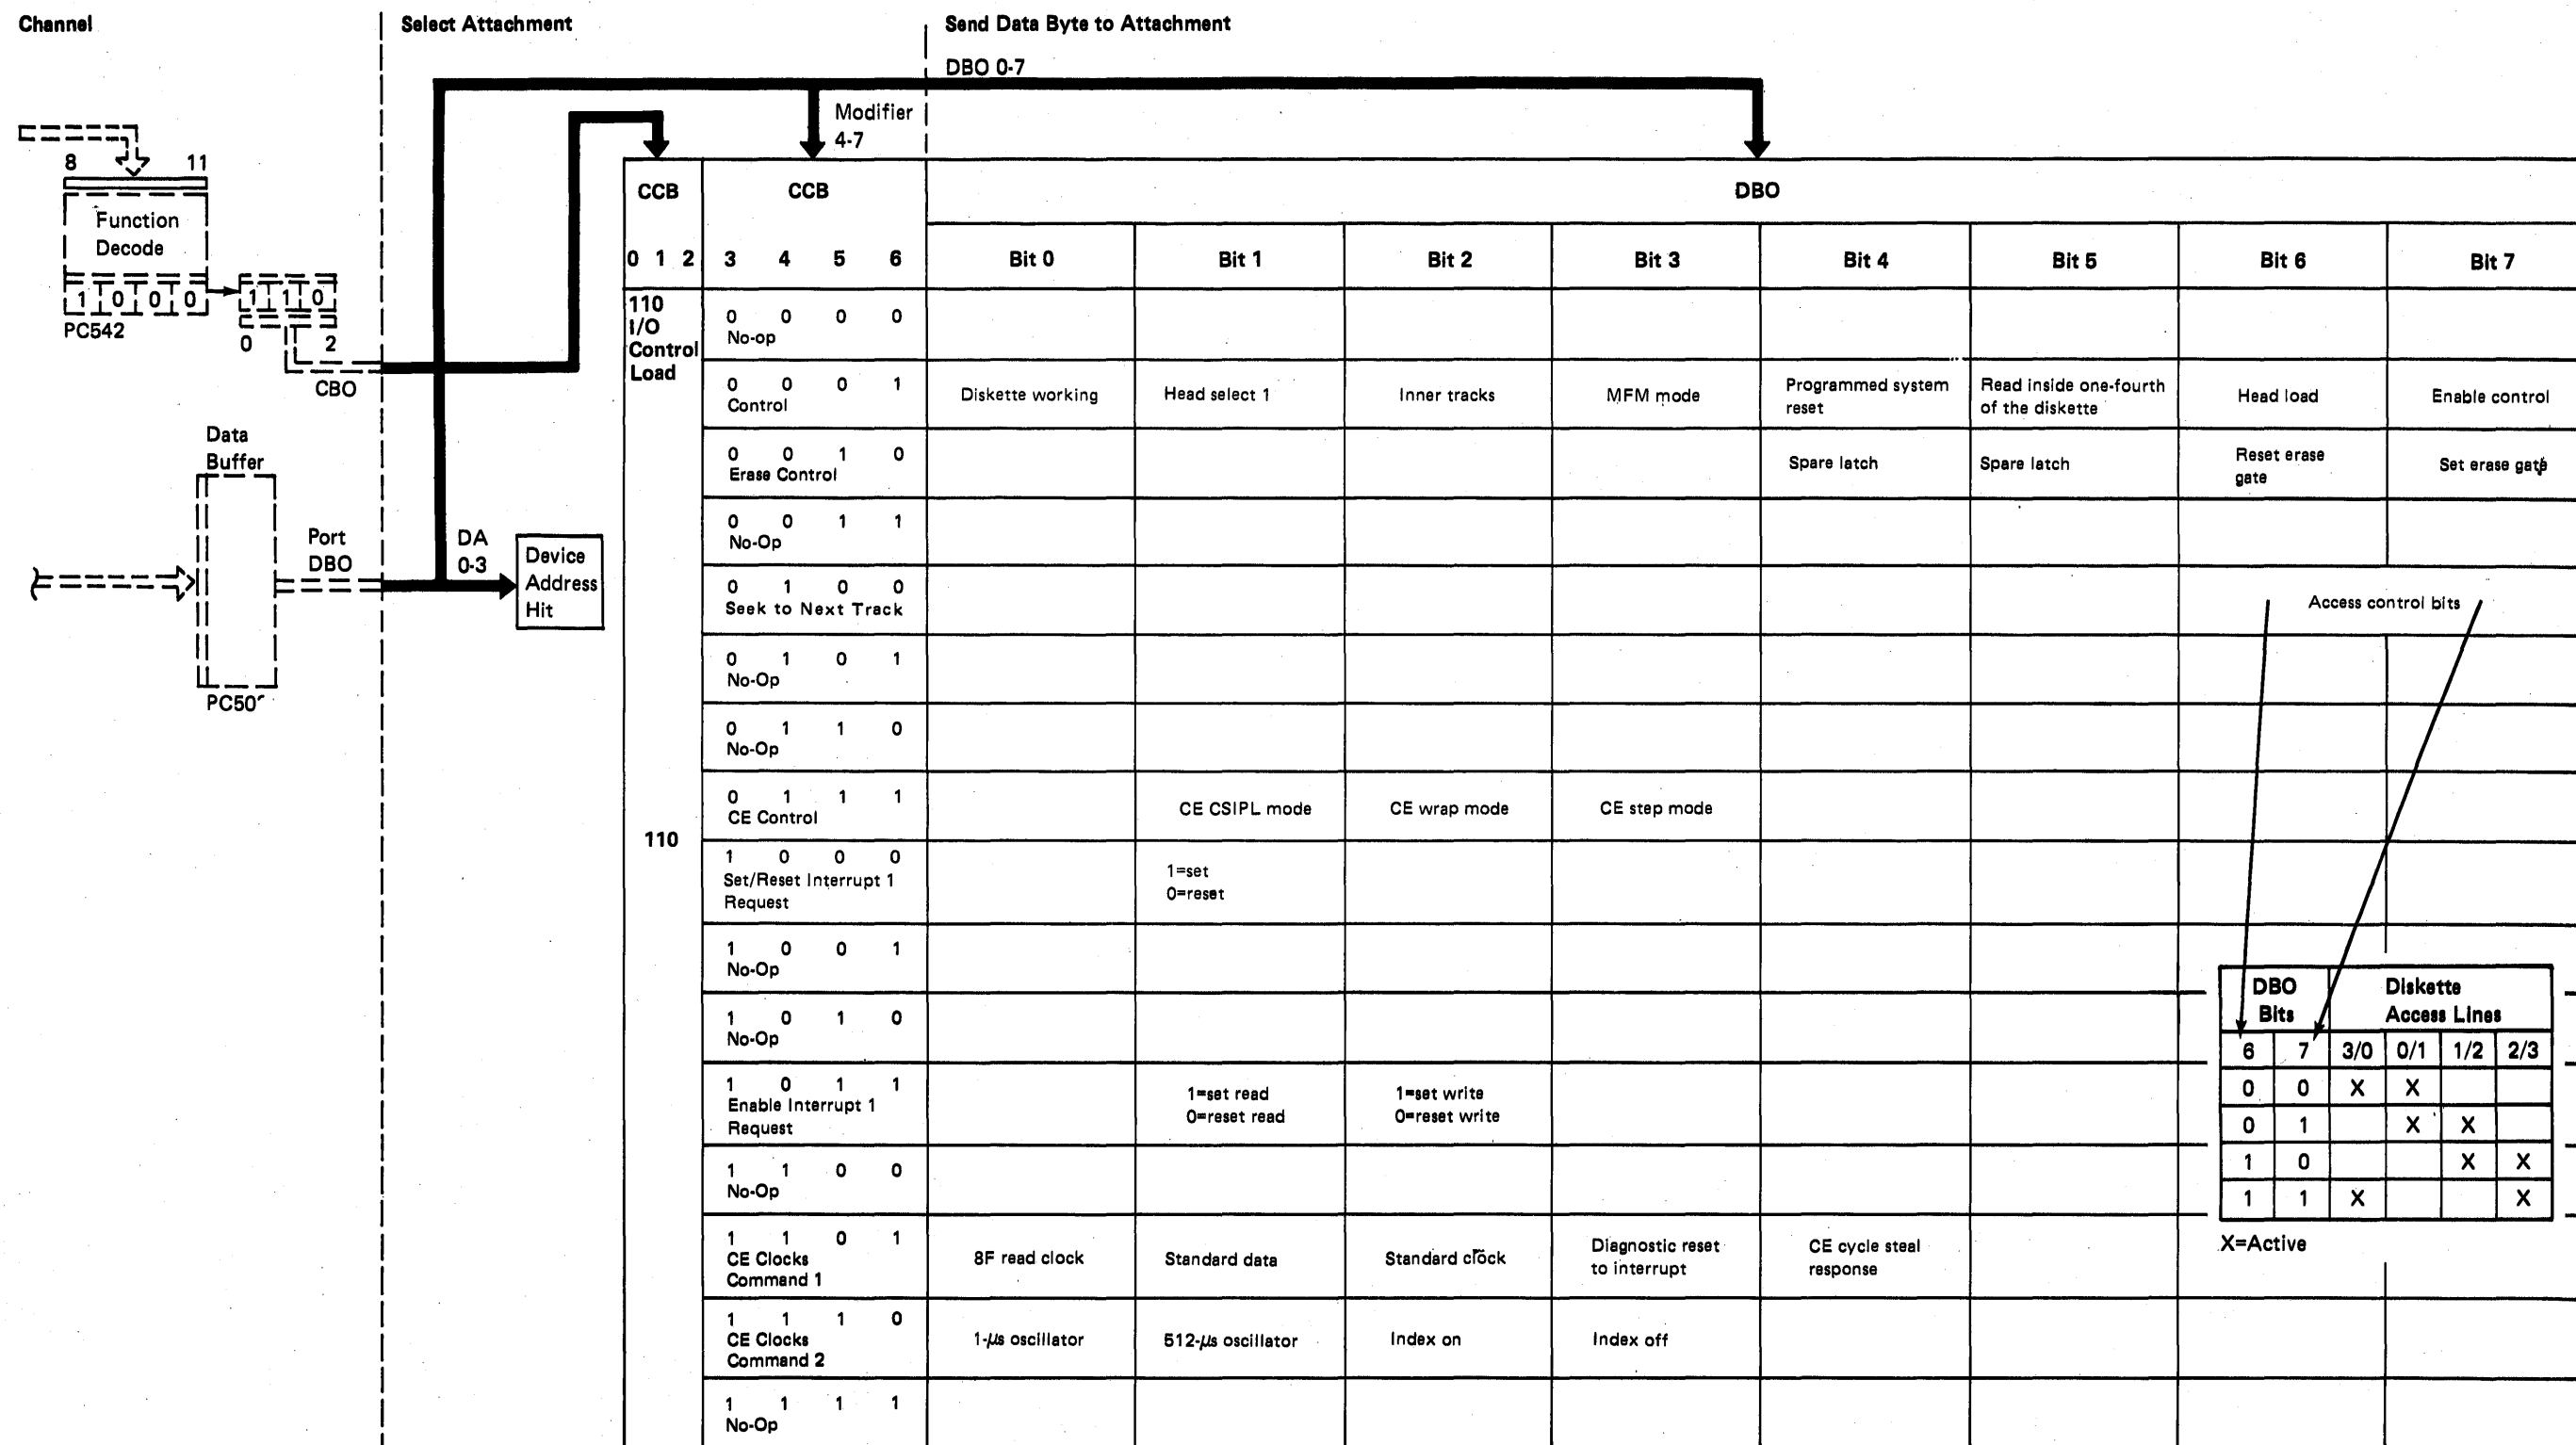 Channel
Select Attachment
Send Data Byte to Attachment
DBO 0-7
Modifier
4-7
8 11
Function
Decode
1 0 0 0
PC542
1 1 0
0 2
CBO
Data
Buffer
Port
DBO
DA
0-3
Device
Address
Hit
CCB CCB DBO
0 1 2 3 4 5 6 Bit 0 Bit 1 Bit 2 Bit 3 Bit 4 Bit 5 Bit 6 Bit 7
110
I/O
Control
Load
0 0 0 0
No-op
0 0 0 1
Control
Diskette working
Head select 1
Inner tracks
MFM mode
Programmed system
reset
Read inside one-fourth
of the diskette
Head load
Enable control
0 0 1 0
Erase Control
Spare latch
Spare latch
Reset erase
gate
Set erase gate
0 0 1 1
No-Op
0 1 0 0
Seek to Next Track
Access control bits
0 1 0 1
No-Op
0 1 1 0
No-Op
0 1 1 1
CE Control
CE CSIPL mode
CE wrap mode
CE step mode
110
1 0 0 0
Set/Reset Interrupt 1
Request
1=set
0=reset
1 0 0 1
No-Op
1 0 1 0
No-Op
1 0 1 1
Enable Interrupt 1
Request
1=set read
0=reset read
1=set write
0=reset write
1 1 0 0
No-Op
1 1 0 1
CE Clocks
Command 1
8F read clock
Standard data
Standard clock
Diagnostic reset
to interrupt
CE cycle steal
response
1 1 1 0
CE Clocks
Command 2
1-μs oscillator
512-μs oscillator
Index on
Index off
1 1 1 1
No-Op
DBO
Bits
Diskette
Access Lines
6 7 3/0 0/1 1/2 2/3
0 0 X X
0 1 X X
1 0 X X
1 1 X X
X=Active